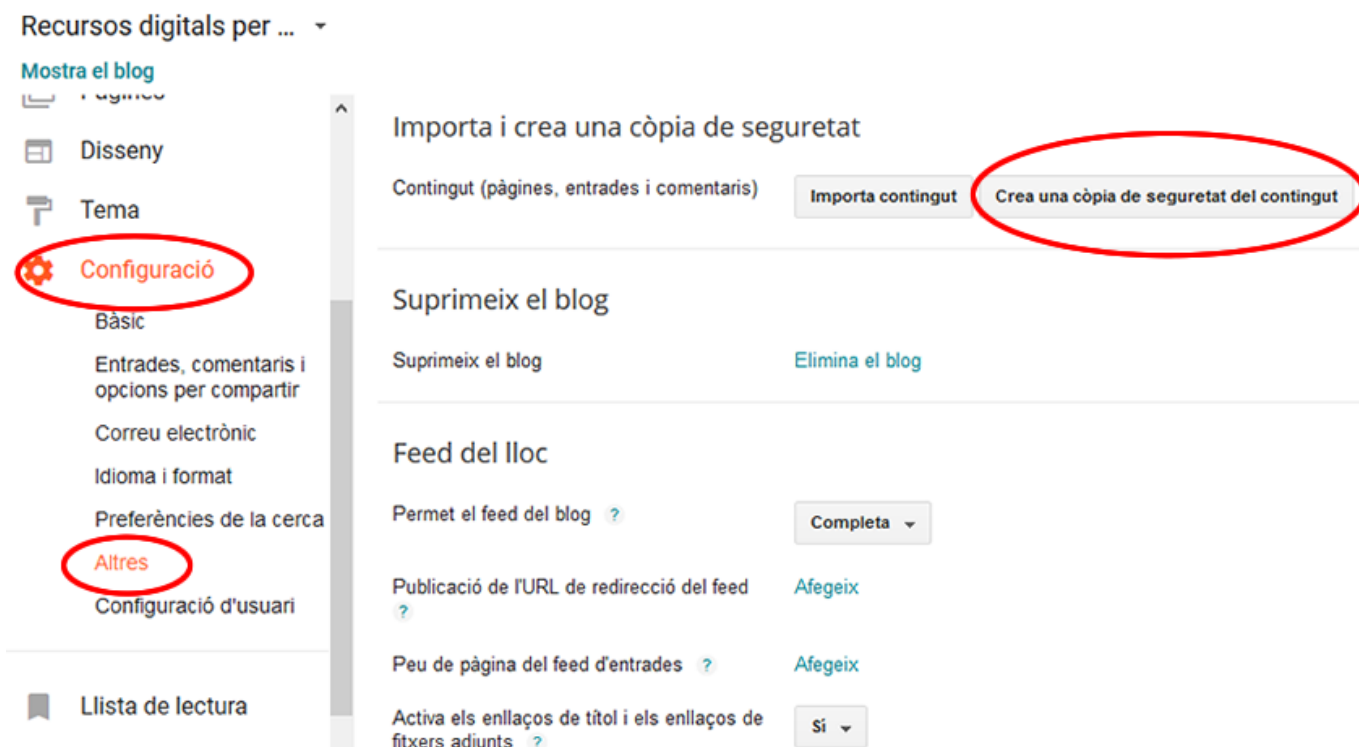 Recursos digitals per ...
Mostra el blog
Pàgines
Disseny
Tema
Configuració
Bàsic
Entrades, comentaris i
opcions per compartir
Correu electrònic
Idioma i format
Preferències de la cerca
Altres
Configuració d'usuari
Llista de lectura
Importa i crea una còpia de seguretat
Contingut (pàgines, entrades i comentaris)
Importa contingut
Crea una còpia de seguretat del contingut
Suprimeix el blog
Suprimeix el blog
Elimina el blog
Feed del lloc
Permet el feed del blog ?
Completa
Publicació de l'URL de redirecció del feed
?
Afegeix
Peu de pàgina del feed d'entrades ?
Afegeix
Activa els enllaços de títol i els enllaços de
fitxers adjunts ?
Sí